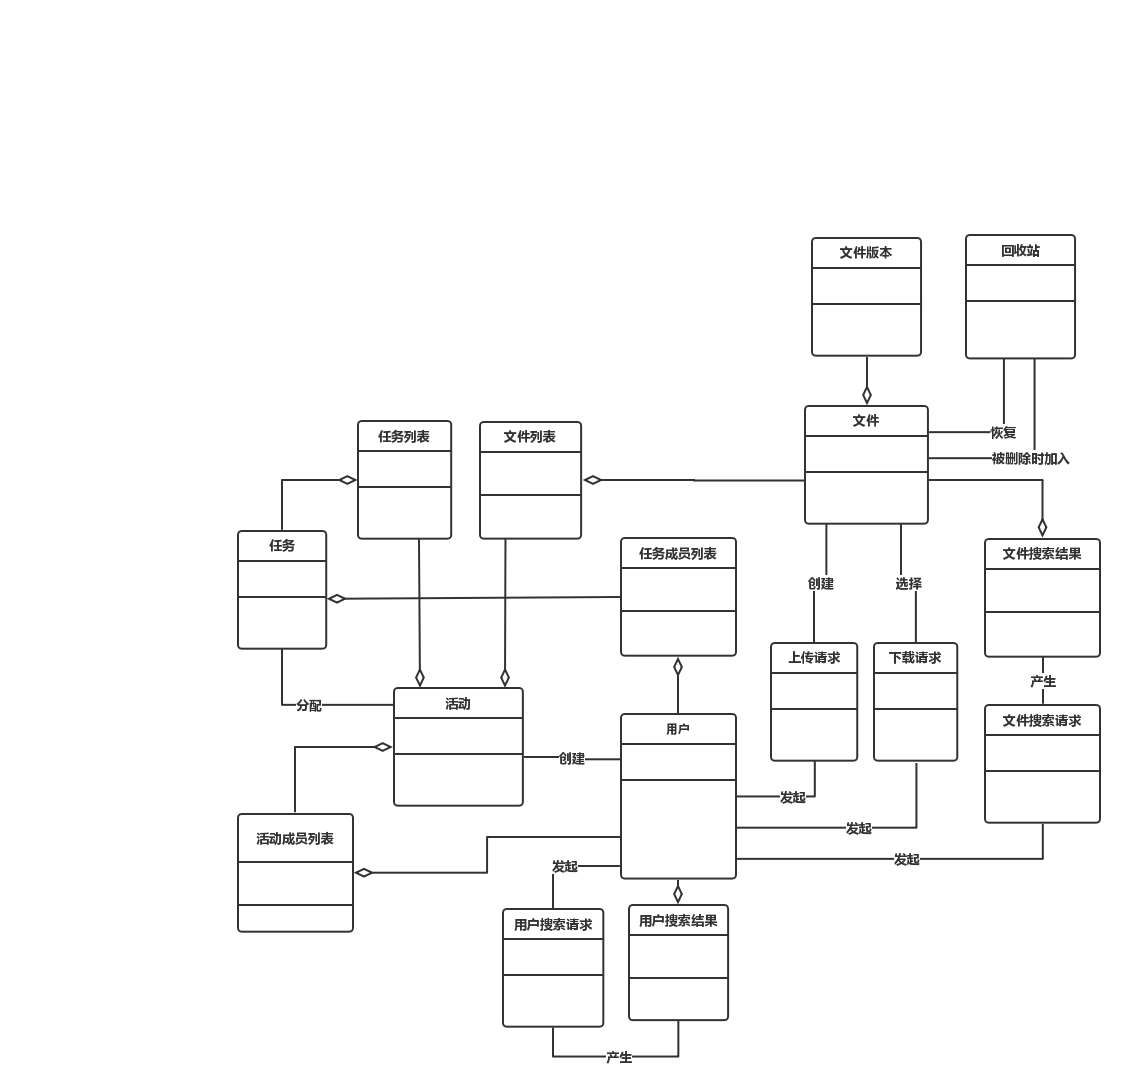 文件版本
回收站
文件
恢复
任务列表
文件列表
被删除时加入
任务
任务成员列表
文件搜索结果
创建
选择
上传请求
下载请求
产生
分配
活动
文件搜索请求
用户
创建
发起
发起
活动成员列表
发起
发起
用户搜索请求
用户搜索结果
产生